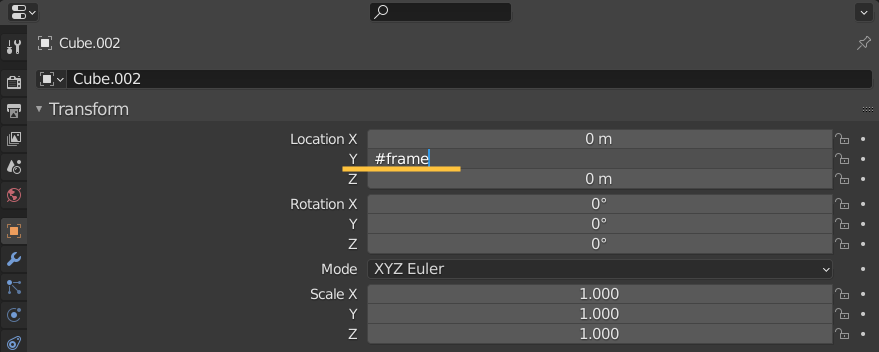 Cube.002
Cube.002
Transform
Location X 0 m
Y #frame
Z 0 m
Rotation X 0°
Y 0°
Z 0°
Mode XYZ Euler
Scale X 1.000
Y 1.000
Z 1.000